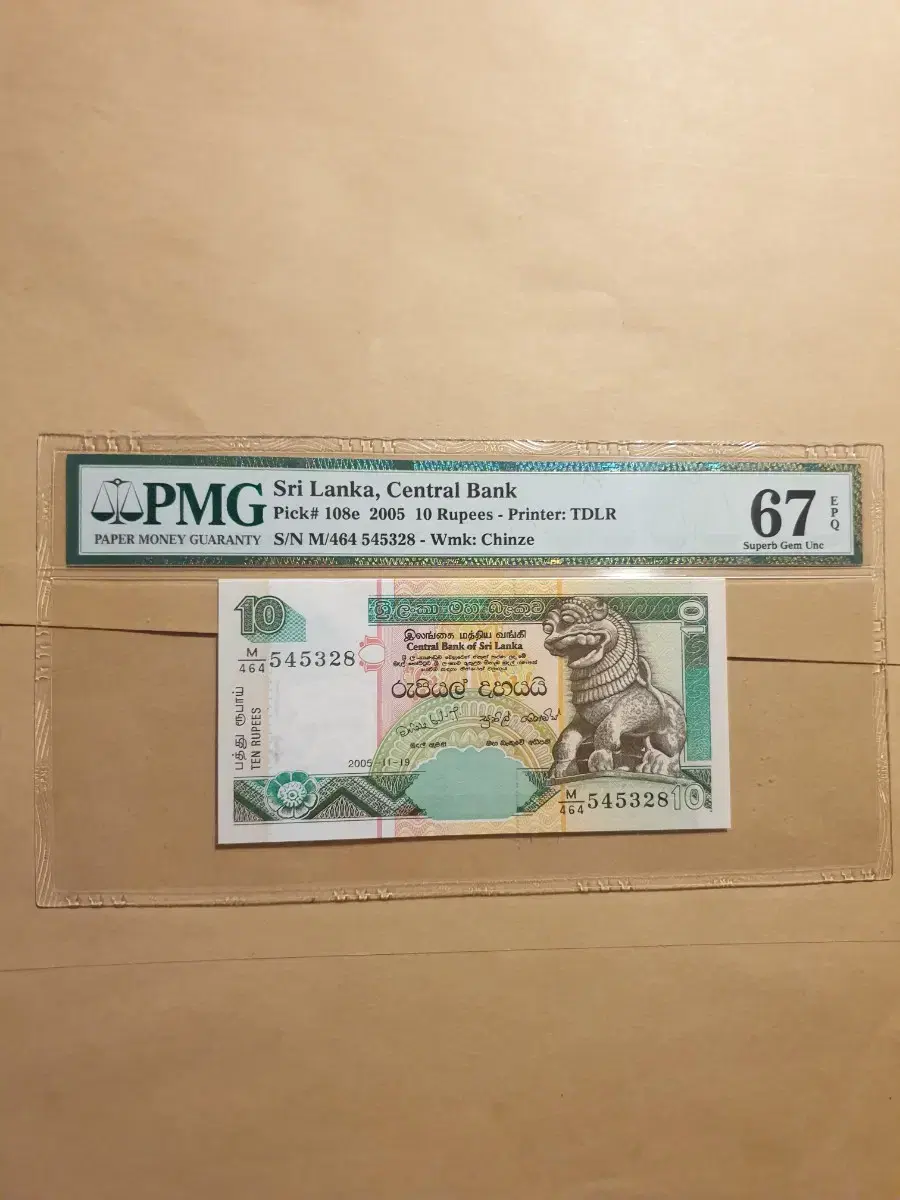 PMG
PAPER MONEY GUARANTY
Sri Lanka, Central Bank
Pick# 108e 2005 10 Rupees - Printer: TDLR
S/N M/464 545328 - Wmk: Chinze
67
EPQ
Superb Gem Unc
10
ශ්‍රී ලංකා මහ බැංකුව
10
இலங்கை மத்திய வங்கி
Central Bank of Sri Lanka
M/464 545328
රුපියල් දහයයි
பத்து ரூபாய்
TEN RUPEES
2005-11-19
M/464 545328
10